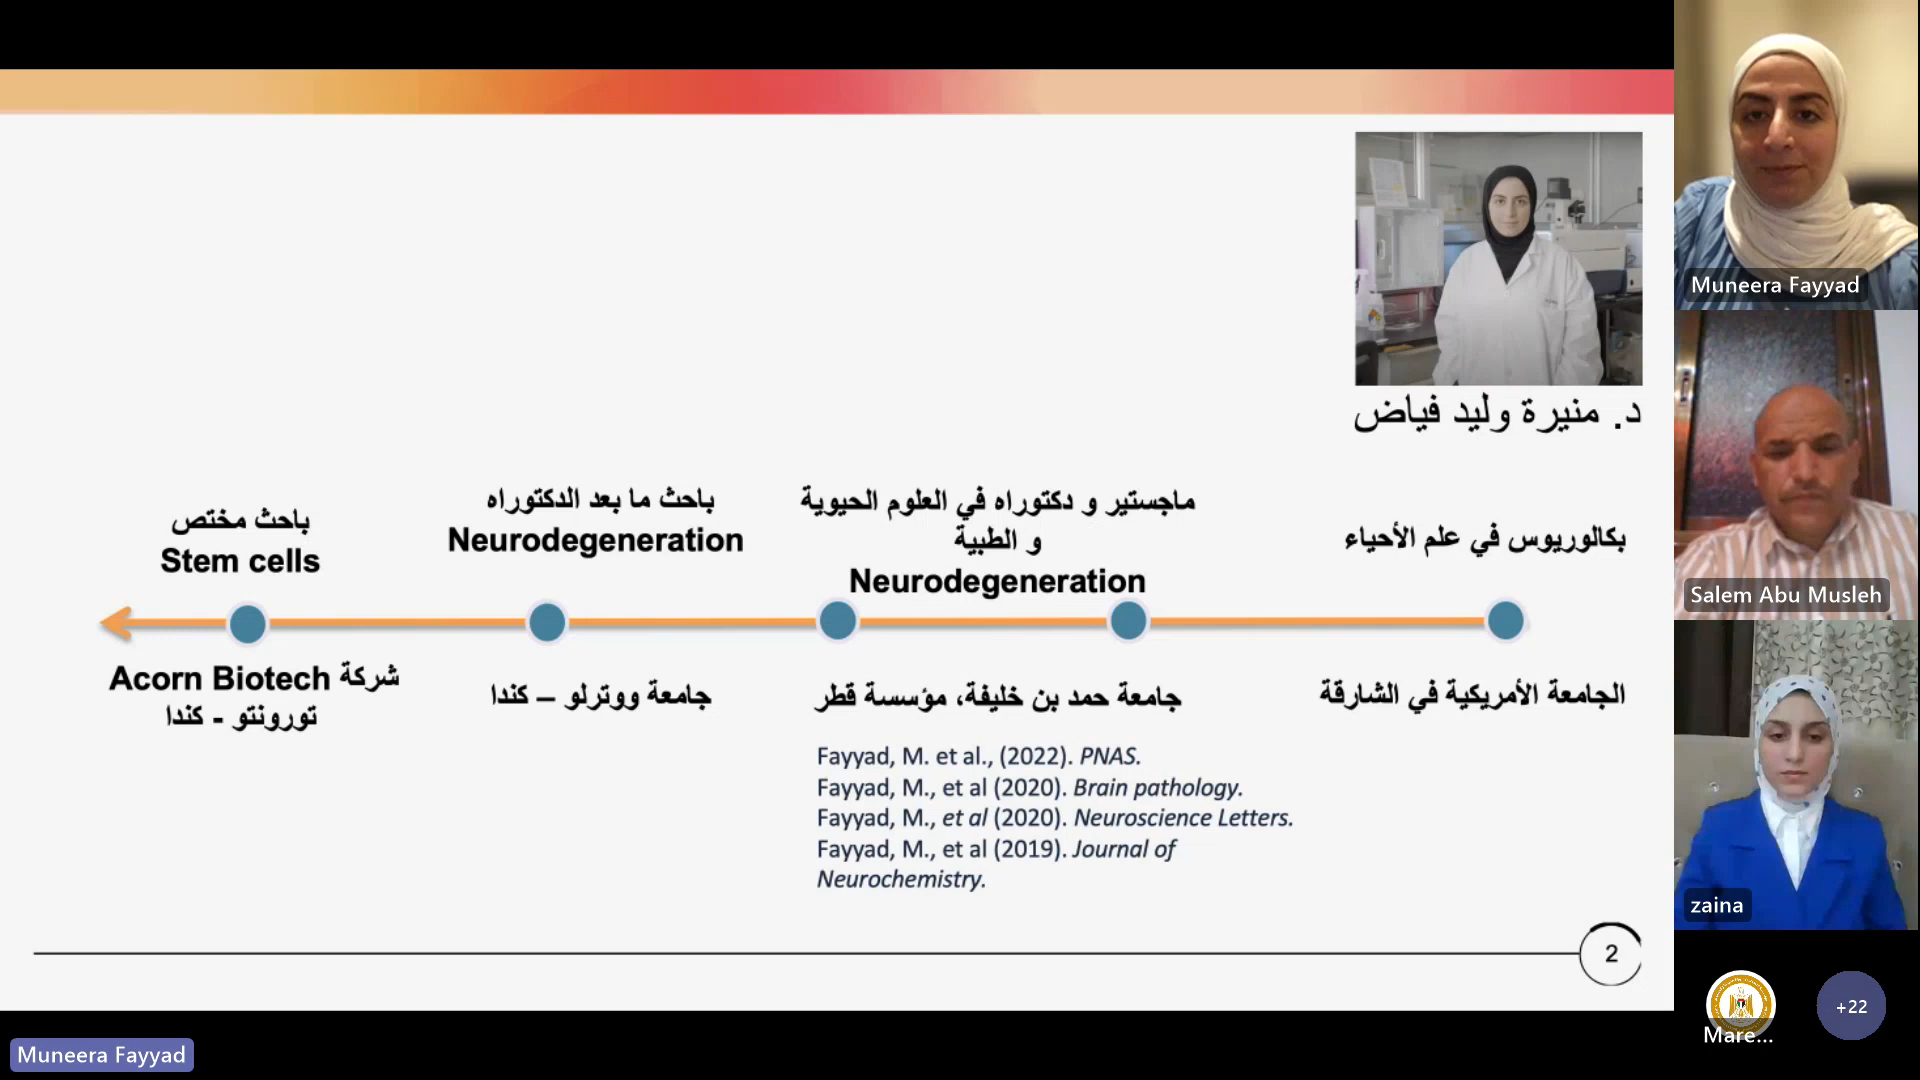 د. منيرة وليد فياض
بكالوريوس في علم الأحياء
الجامعة الأمريكية في الشارقة
ماجستير و دكتوراه في العلوم الحيوية
و الطبية
Neurodegeneration
جامعة حمد بن خليفة، مؤسسة قطر
Fayyad, M. et al., (2022). PNAS.
Fayyad, M., et al (2020). Brain pathology.
Fayyad, M., et al (2020). Neuroscience Letters.
Fayyad, M., et al (2019). Journal of
Neurochemistry.
باحث ما بعد الدكتوراه
Neurodegeneration
جامعة ووترلو – كندا
باحث مختص
Stem cells
شركة Acorn Biotech
تورونتو - كندا
2
Muneera Fayyad
Salem Abu Musleh
zaina
Mare...
+22
Muneera Fayyad